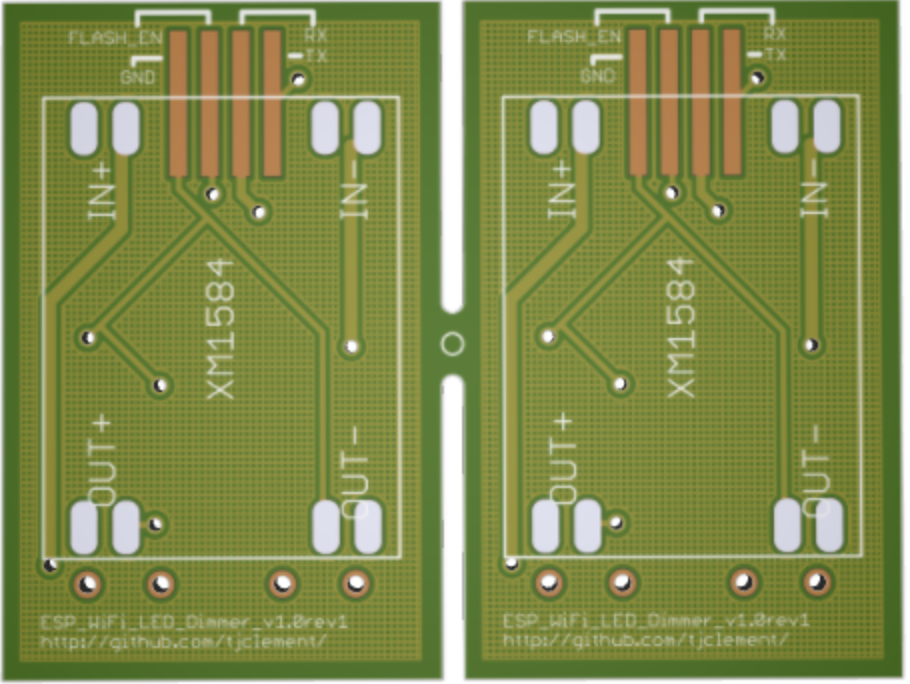 FLASH_EN
RX
TX
GND
IN+
IN-
XM1584
OUT+
OUT-
ESP_WiFi_LED_Dimmer_v1.0rev1
http://github.com/tjclement/
FLASH_EN
RX
TX
GND
IN+
IN-
XM1584
OUT+
OUT-
ESP_WiFi_LED_Dimmer_v1.0rev1
http://github.com/tjclement/